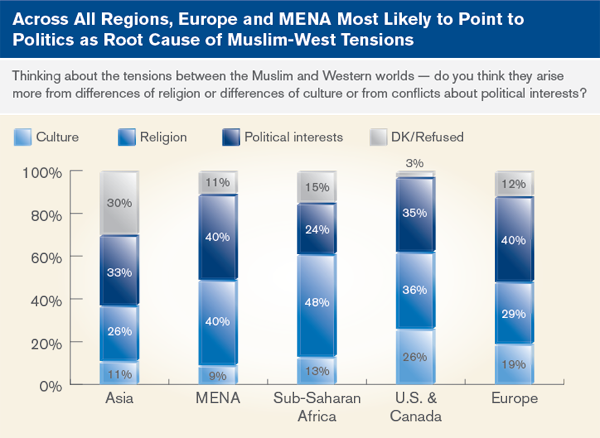 Across All Regions, Europe and MENA Most Likely to Point to
Politics as Root Cause of Muslim-West Tensions
Thinking about the tensions between the Muslim and Western worlds — do you think they arise
more from differences of religion or differences of culture or from conflicts about political interests?
Culture Religion Political interests DK/Refused
100%
80%
60%
40%
20%
0%
30%
33%
26%
11%
11%
40%
40%
9%
15%
24%
48%
13%
3%
35%
36%
26%
12%
40%
29%
19%
Asia
MENA
Sub-Saharan
Africa
U.S. &
Canada
Europe